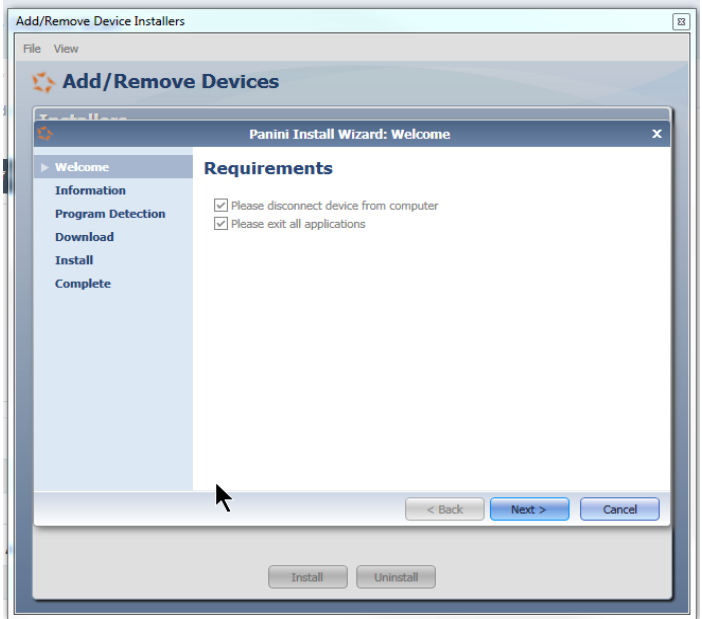 Add/Remove Device Installers
File View
Add/Remove Devices
Installers
Panini Install Wizard: Welcome x
Welcome
Information
Program Detection
Download
Install
Complete
Requirements
Please disconnect device from computer
Please exit all applications
< Back Next > Cancel
Install Uninstall